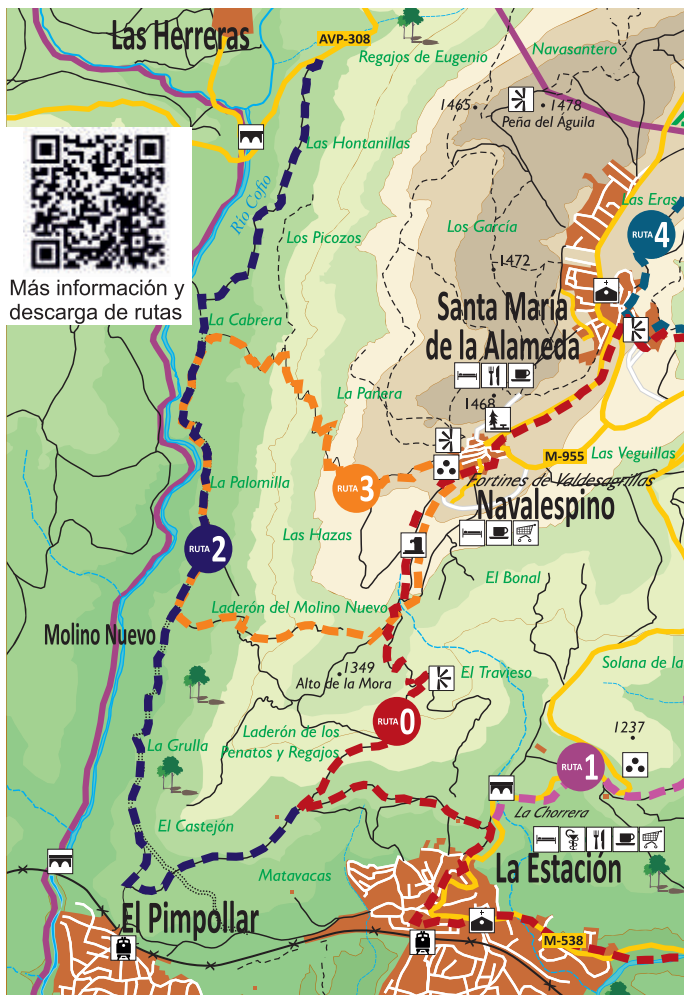 Las Herreras
AVP-308
Regajos de Eugenio
Navasantero
1465
1478
Peña del Águila
Las Hontanillas
Las Eras
Río Cofio
Los Picozos
Los García
RUTA 4
1472
Más información y
descarga de rutas
La Cabrera
Santa María
de la Alameda
La Panera
1468
M-955
Las Veguillas
La Palomilla
RUTA 3
Fortines de Valdesagrillas
Navalespino
Las Hazas
RUTA 2
El Bonal
Laderón del Molino Nuevo
Molino Nuevo
1349
Alto de la Mora
El Travieso
Solana de la
RUTA 0
Laderón de los
Penatos y Regajos
1237
La Grulla
RUTA 1
La Chorrera
El Castejón
Matavacas
La Estación
El Pimpollar
M-538